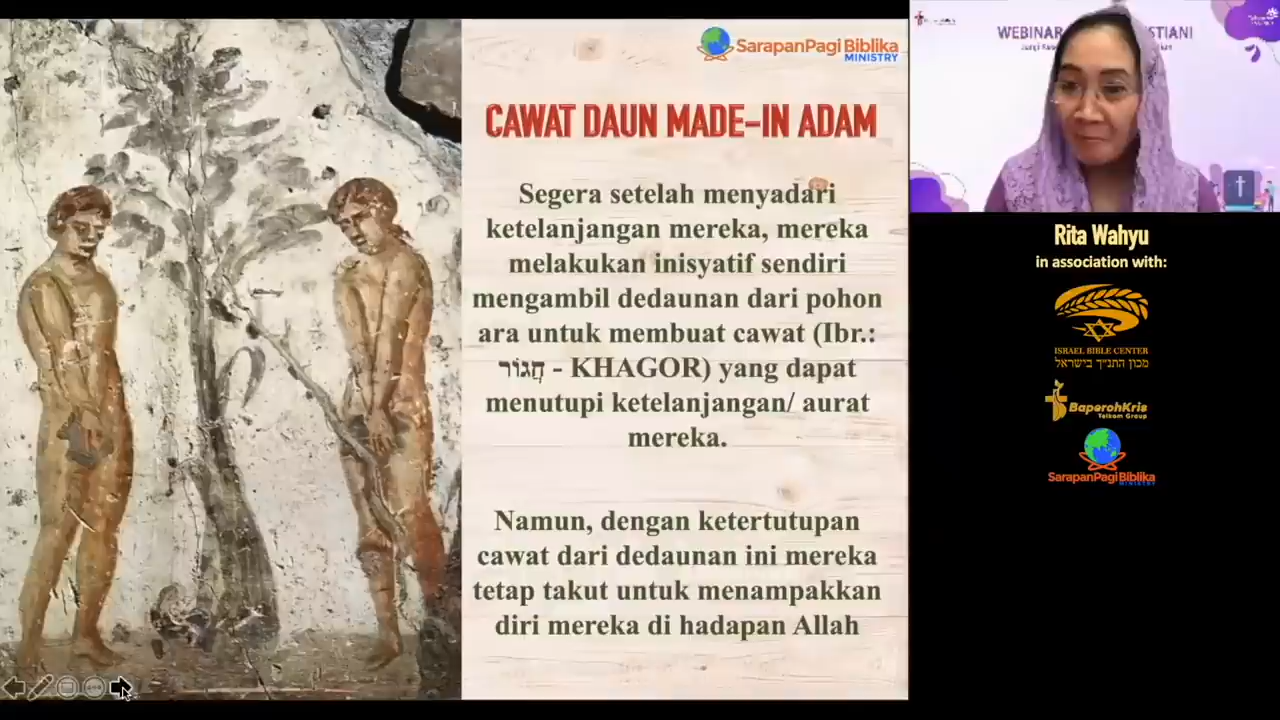 SarapanPagi Biblika
MINISTRY
CAWAT DAUN MADE-IN ADAM
Segera setelah menyadari
ketelanjangan mereka, mereka
melakukan inisyatif sendiri
mengambil dedaunan dari pohon
ara untuk membuat cawat (Ibr.:
חֲגוֹר - KHAGOR) yang dapat
menutupi ketelanjangan/ aurat
mereka.
Namun, dengan ketertutupan
cawat dari dedaunan ini mereka
tetap takut untuk menampakkan
diri mereka di hadapan Allah
WEBINAR
STIANI
Rita Wahyu
in association with:
ISRAEL BIBLE CENTER
מכון התנ״ך בישראל
BaperohKris
Telkom Group
SarapanPagi Biblika
MINISTRY